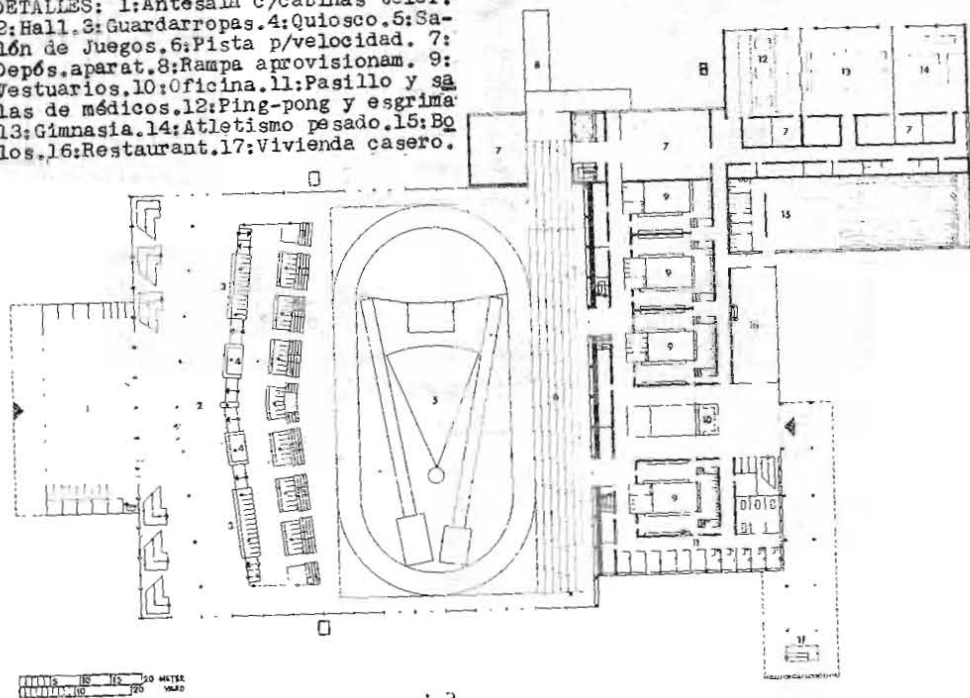 DETALLES: 1:Antesala c/cabinas teléf.
2:Hall.3:Guardarropas.4:Quiosco.5:Sa-
lón de Juegos.6:Pista p/velocidad. 7:
Depós.aparat.8:Rampa aprovisionam. 9:
Vestuarios.10:Oficina.11:Pasillo y sa
las de médicos.12:Ping-pong y esgrima
13:Gimnasia.14:Atletismo pesado.15:Bo
los.16:Restaurant.17:Vivienda casero.
8
B
12
13
14
7
7
7
7
9
15
3
9
16
4
9
1
2
5
6
4
3
9
11
17
5 10 15 20 METER
10 20 YARD